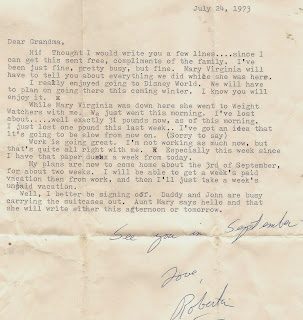 July 24, 1973
Dear Grandma,
Hi! Thought I would write you a few lines....since I
can get this sent free, compliments of the family. I've
been just fine, pretty busy, but fine. Mary Virginia will
have to tell you about everything we did while she was here.
I really enjoyed going to Disney World. We will have
to plan on going there this coming winter. I know you will
enjoy it.
While Mary Virginia was down here she went to Weight
Watchers with me. We just went this morning. I've lost
about.....well exactly pounds now, as of this morning.
I just lost one pound this last week. I've got an idea that
it's going to be slow from now on. (Sorry to say)
Work is going great. I'm not working as much now, but
that's quite all right with me. Especially this week since
I have that paper due a week from today.
My plans are now to come home about the 3rd of September,
for about two weeks. I will be able to get a week's paid
vacation then from work, and then I'll just take a week's
unpaid vacation.
Well, I better be signing off. Daddy and Jonn are busy
carrying the suitcases out. Aunt Mary says hello and that
she will write either this agternoon or tomorrow.
See you in September
Love,
Roberta